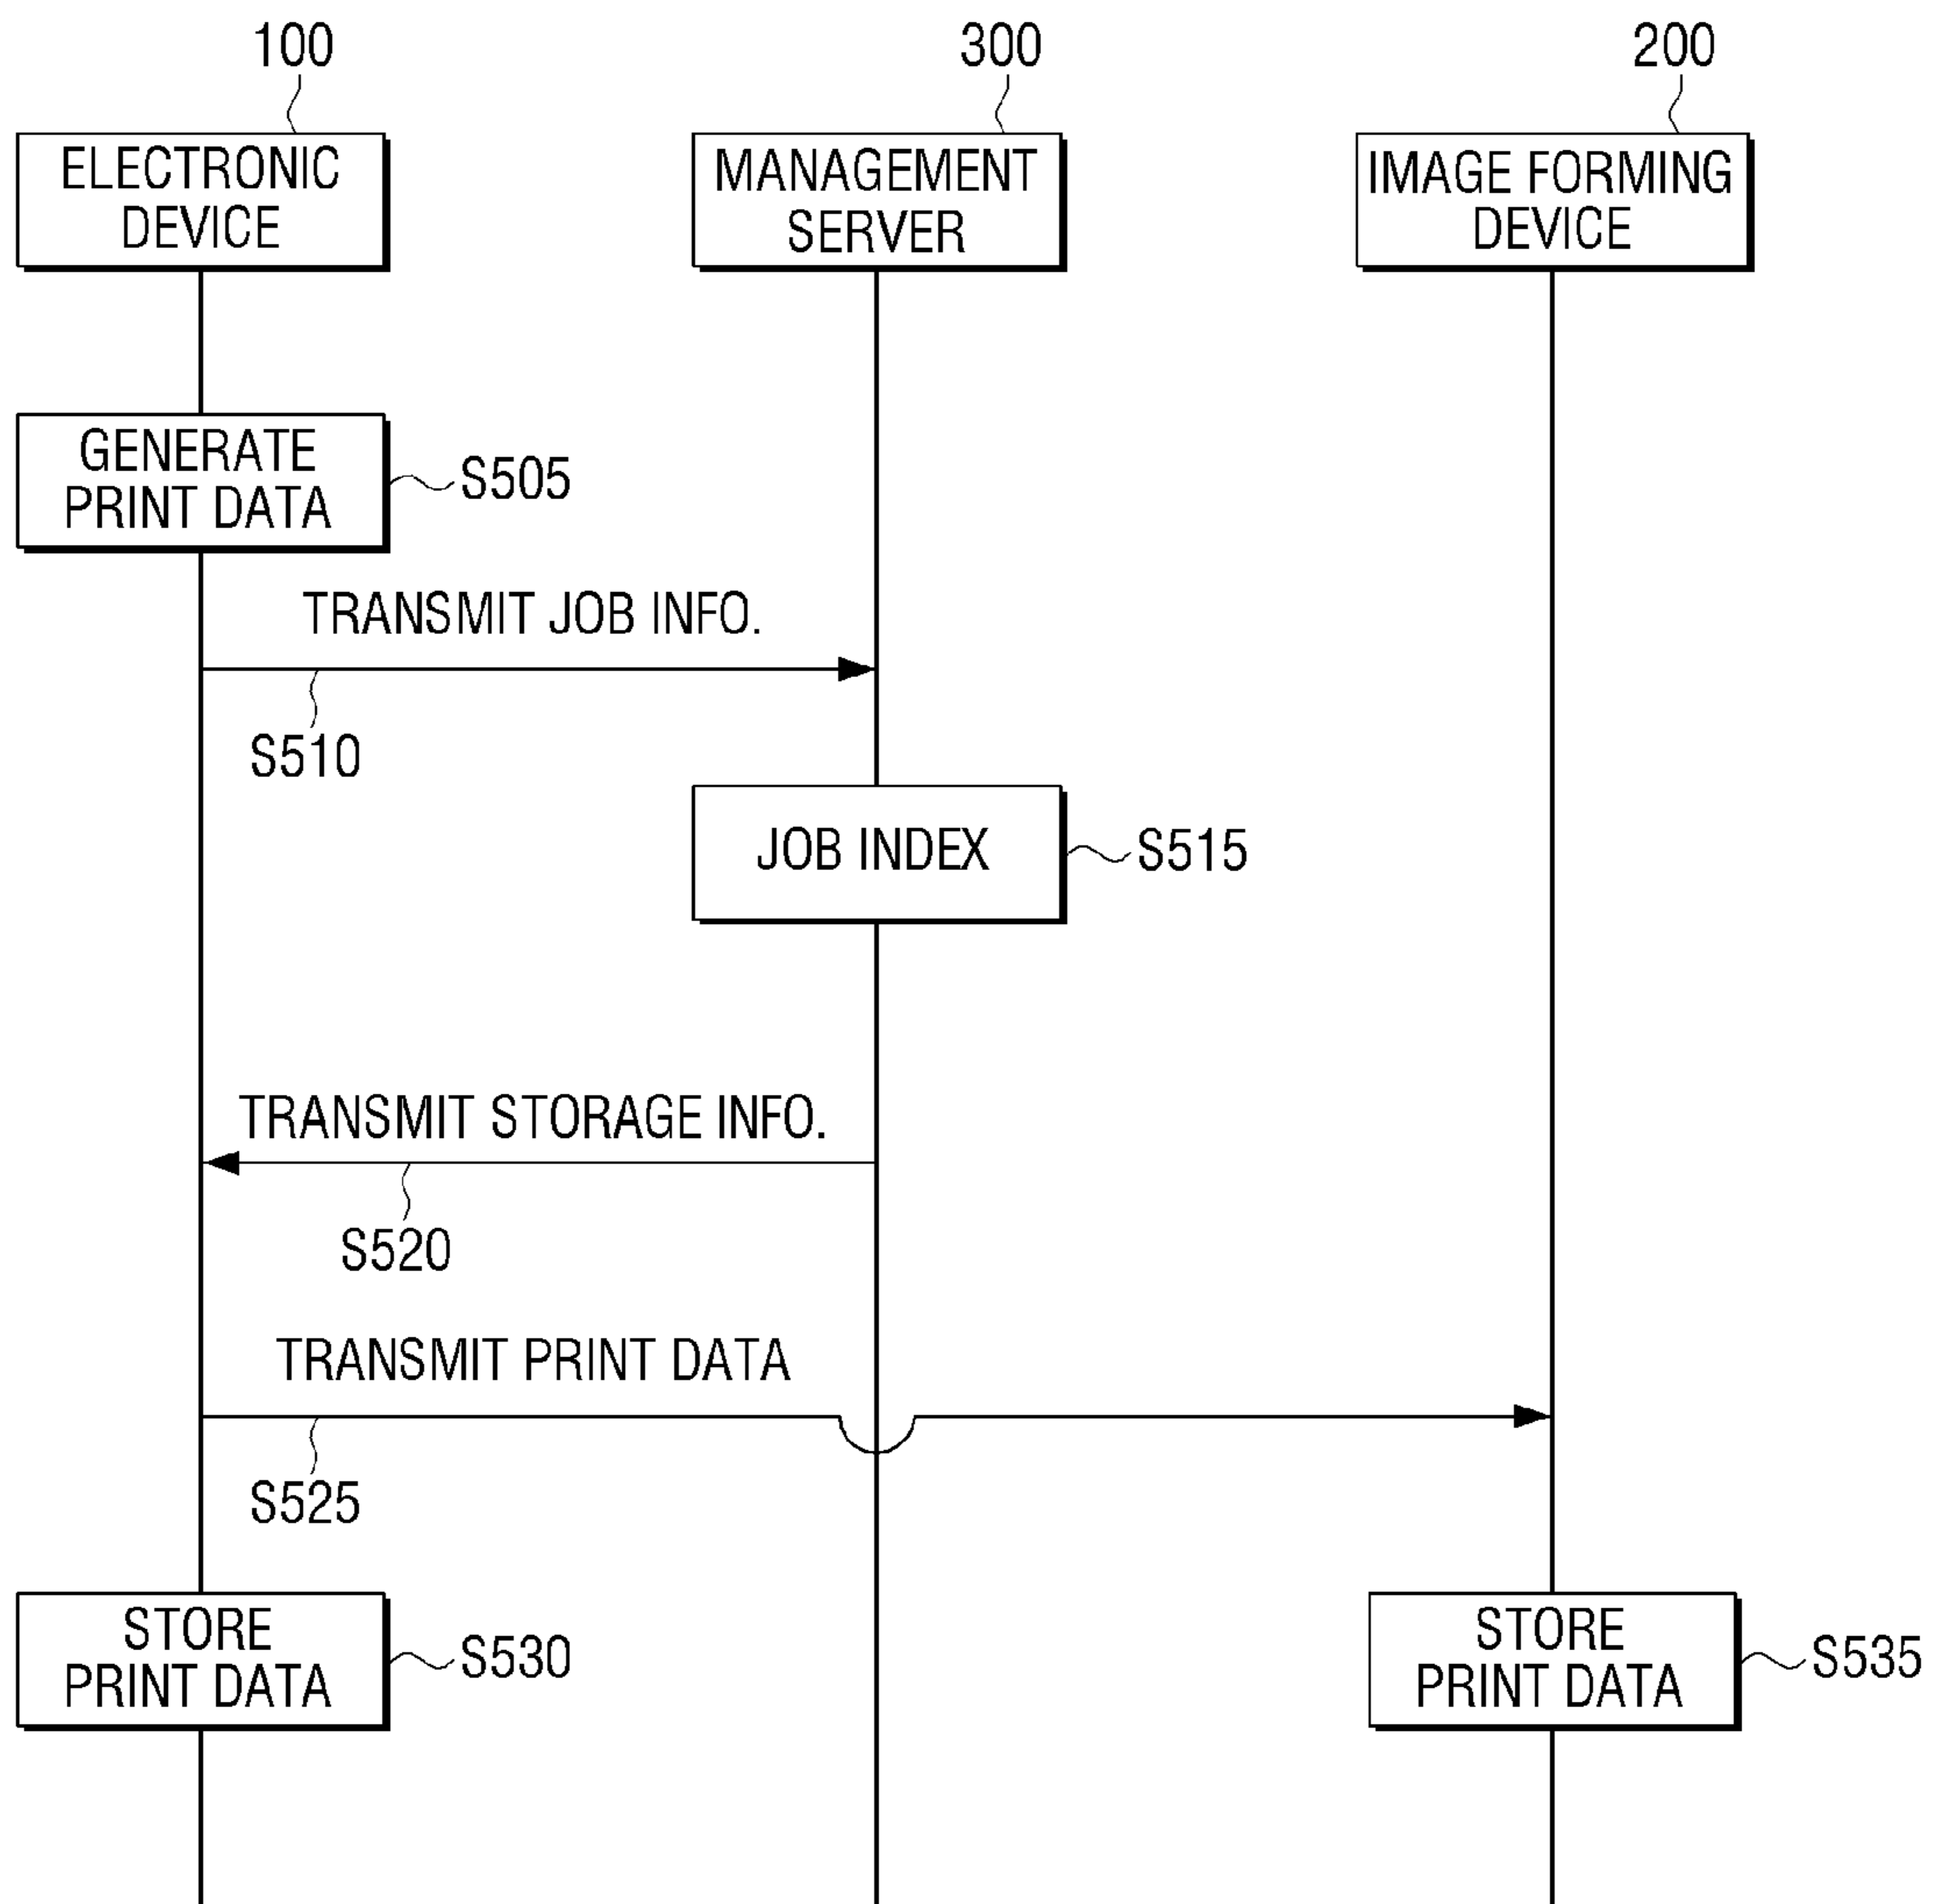 100
300
200
ELECTRONIC
DEVICE
MANAGEMENT
SERVER
IMAGE FORMING
DEVICE
GENERATE
PRINT DATA
S505
TRANSMIT JOB INFO.
S510
JOB INDEX
S515
TRANSMIT STORAGE INFO.
S520
TRANSMIT PRINT DATA
S525
STORE
PRINT DATA
S530
STORE
PRINT DATA
S535